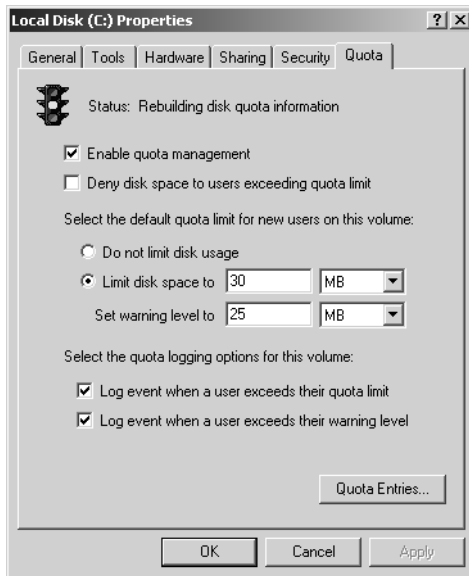 Local Disk (C:) Properties ? ×
General Tools Hardware Sharing Security Quota
Status: Rebuilding disk quota information
Enable quota management
Deny disk space to users exceeding quota limit
Select the default quota limit for new users on this volume:
Do not limit disk usage
Limit disk space to 30 MB
Set warning level to 25 MB
Select the quota logging options for this volume:
Log event when a user exceeds their quota limit
Log event when a user exceeds their warning level
Quota Entries...
OK Cancel Apply